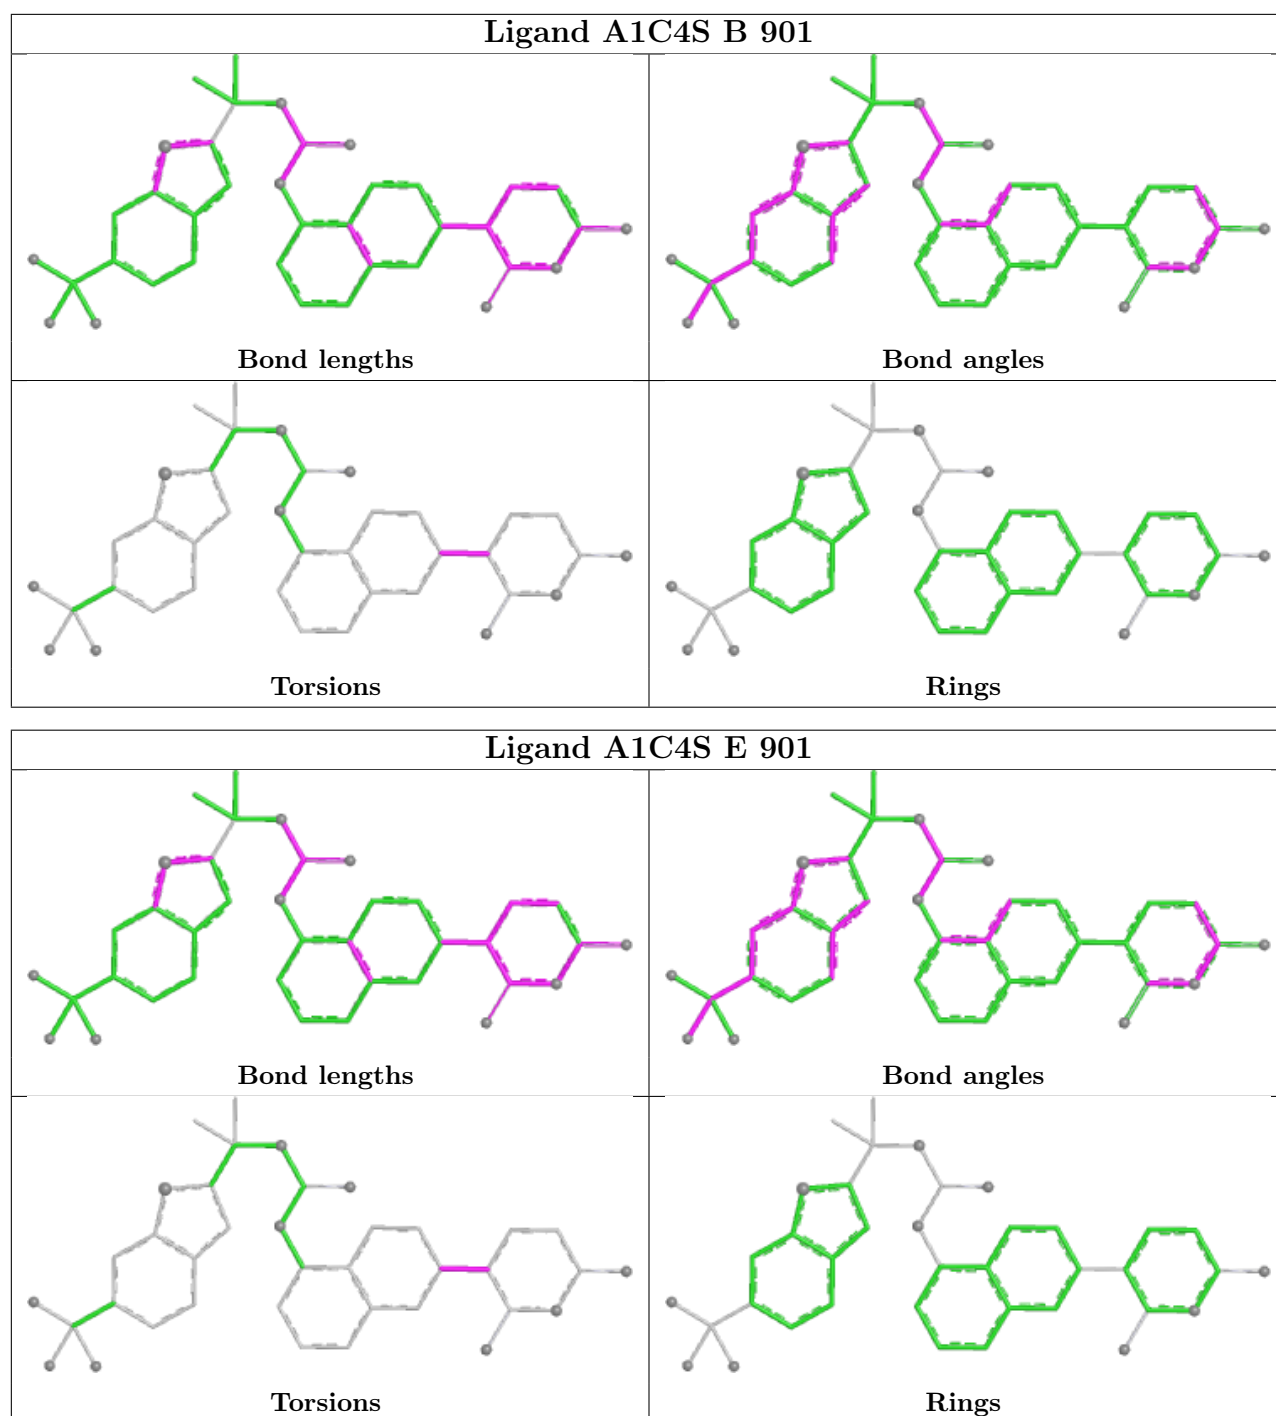 Ligand A1C4S B 901
Bond lengths
Bond angles
Torsions
Rings
Ligand A1C4S E 901
Bond lengths
Bond angles
Torsions
Rings